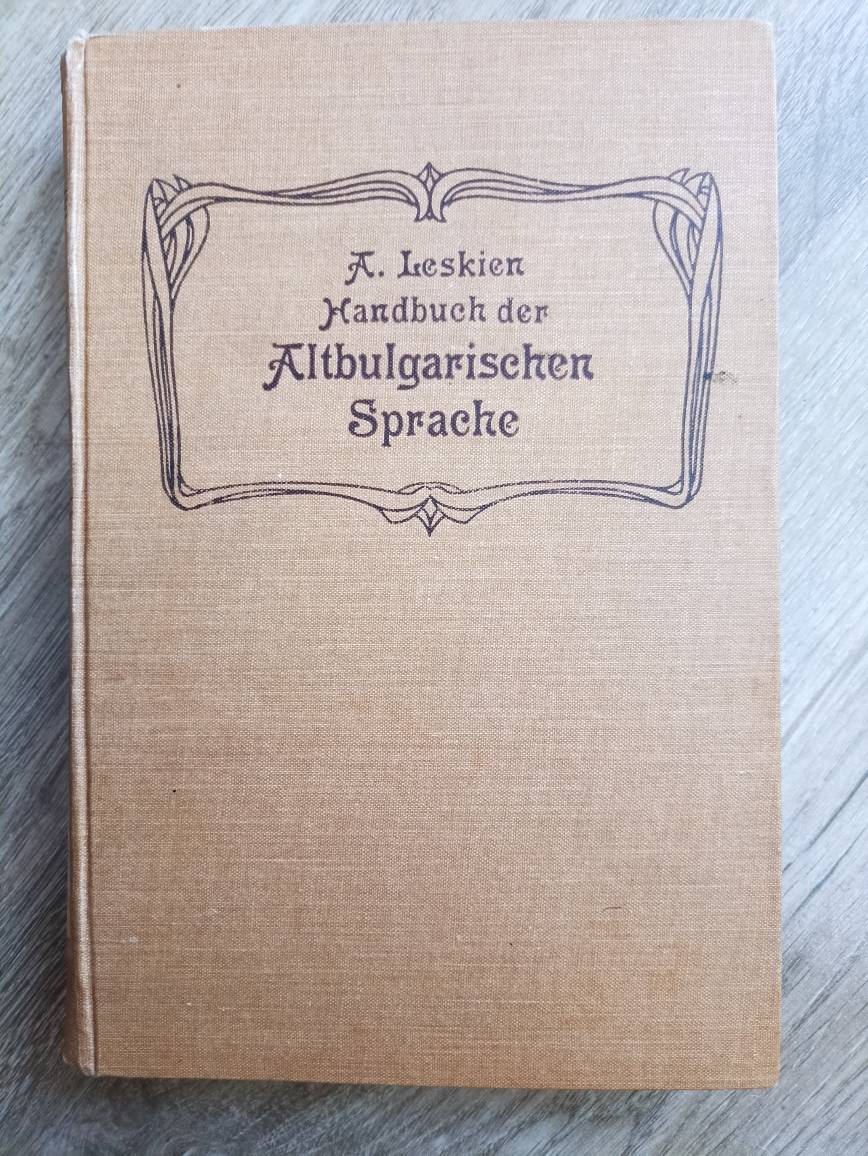 A. Leskien
Handbuch der
Altbulgarischen
Sprache